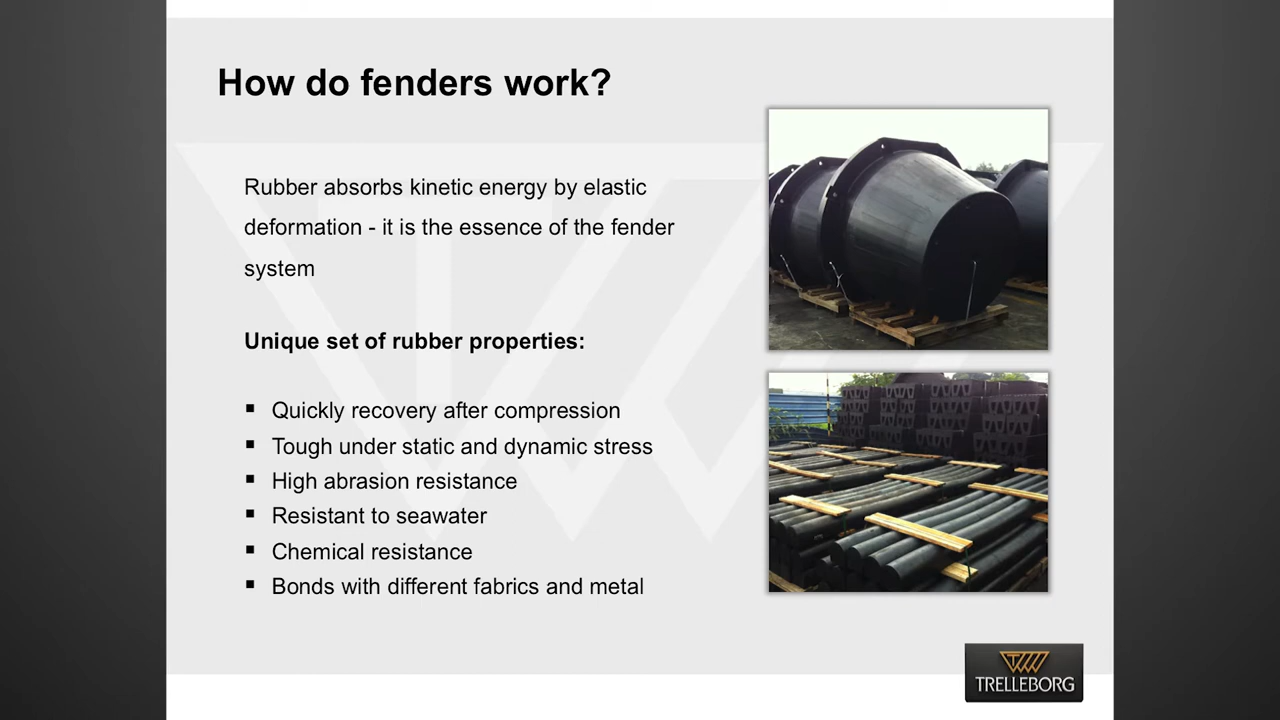 How do fenders work?
Rubber absorbs kinetic energy by elastic
deformation - it is the essence of the fender
system
Unique set of rubber properties:
▪ Quickly recovery after compression
▪ Tough under static and dynamic stress
▪ High abrasion resistance
▪ Resistant to seawater
▪ Chemical resistance
▪ Bonds with different fabrics and metal
TRELLEBORG